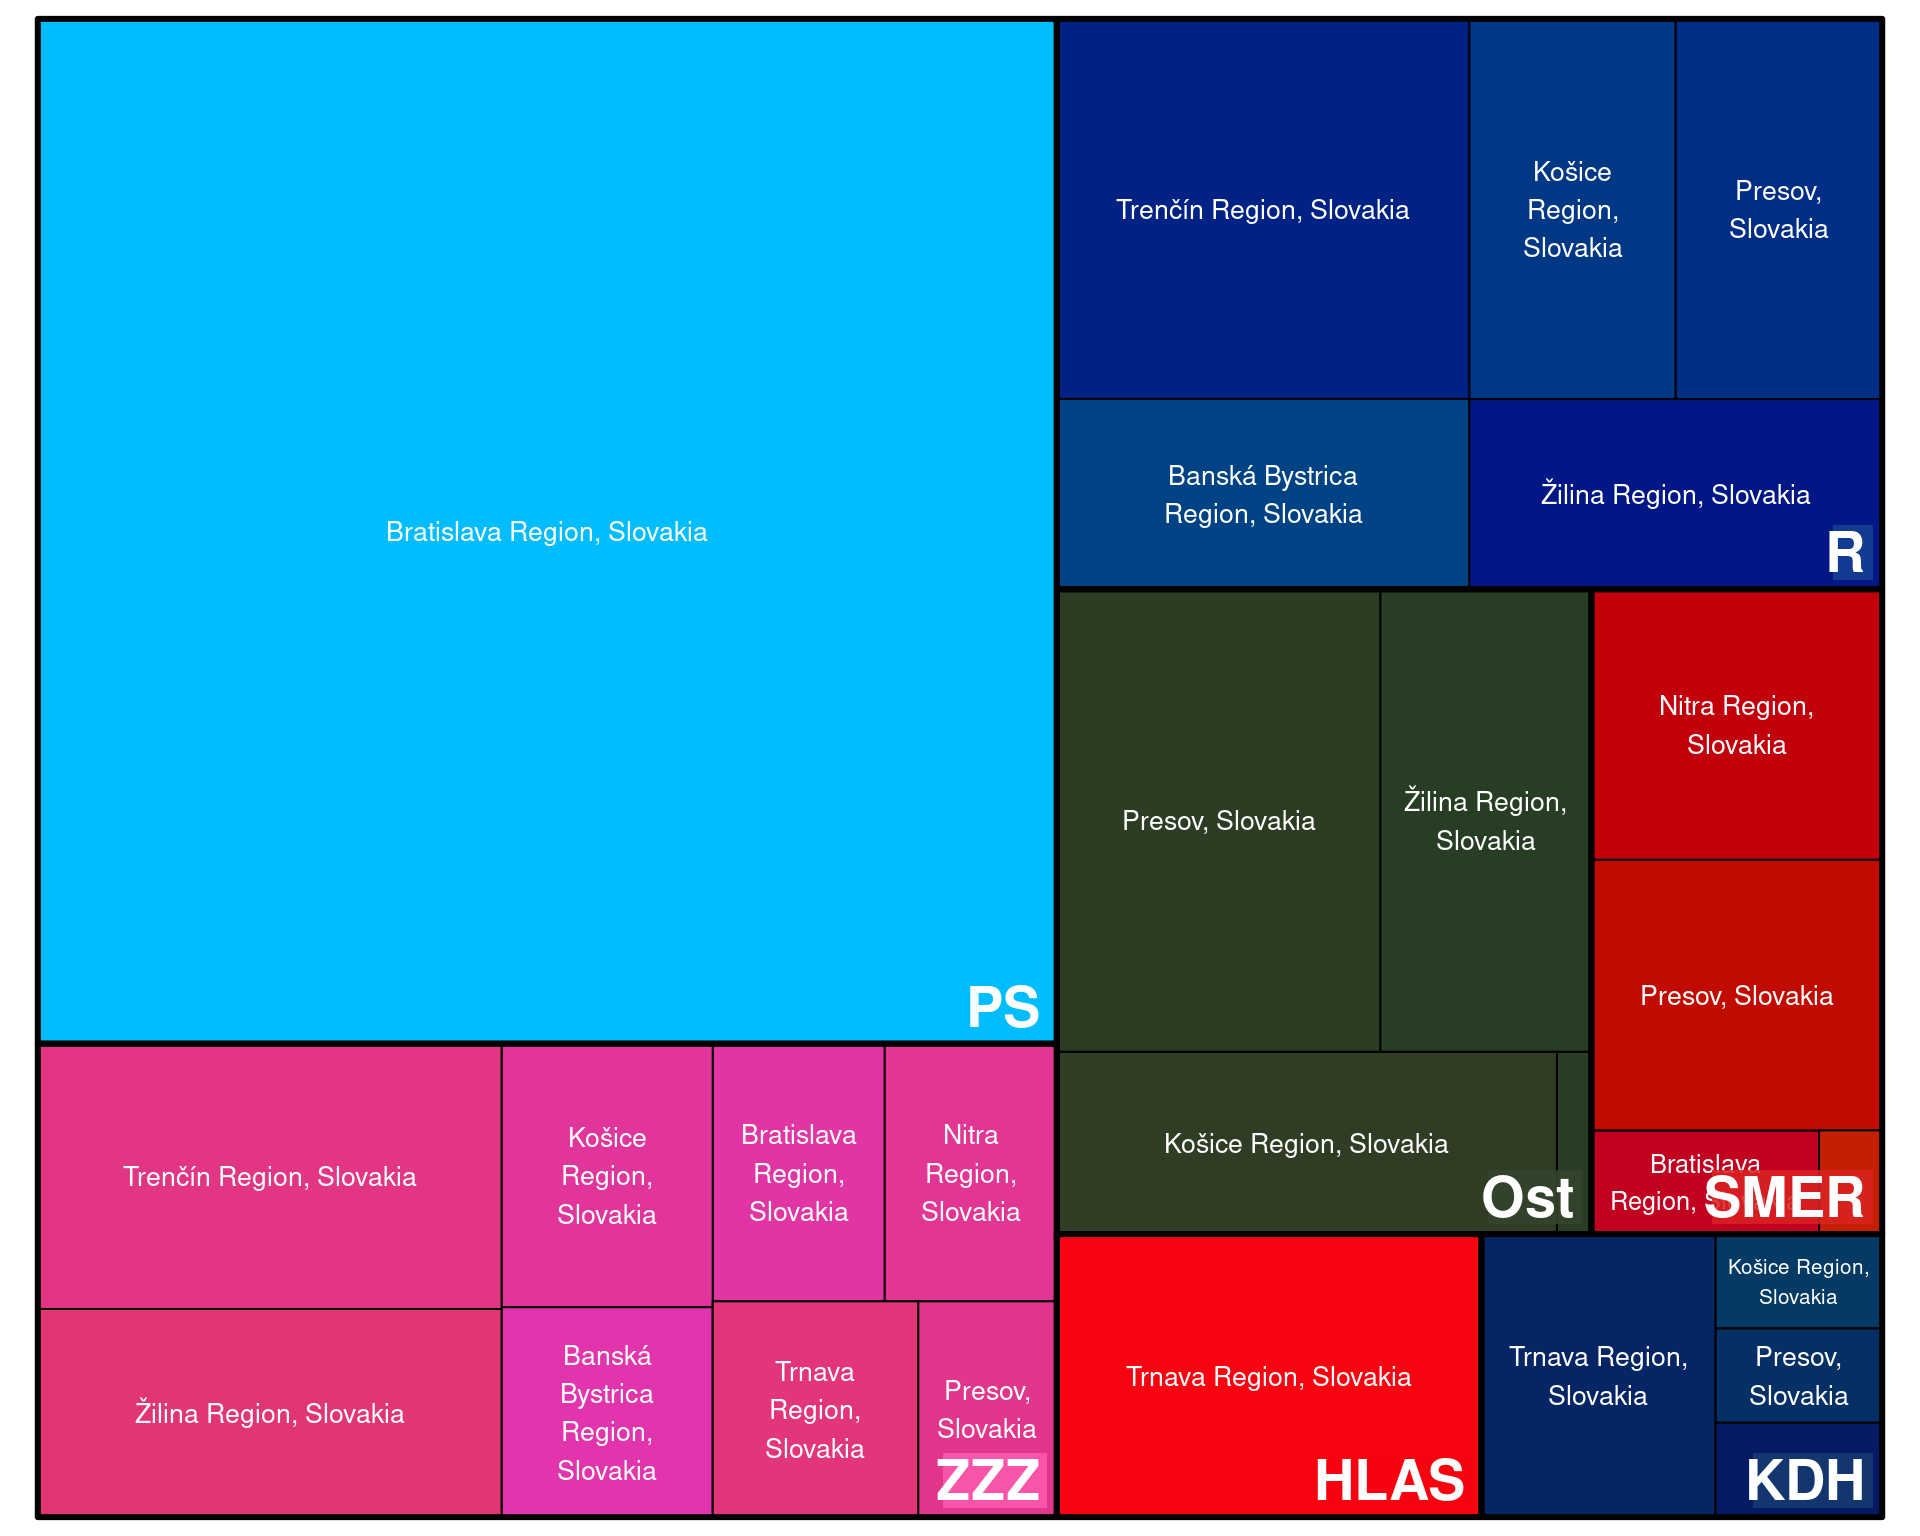 Bratislava Region, Slovakia
PS
Trenčín Region, Slovakia
Košice
Region,
Slovakia
Presov,
Slovakia
Banská Bystrica
Region, Slovakia
Žilina Region, Slovakia
R
Presov, Slovakia
Žilina Region,
Slovakia
Košice Region, Slovakia
Ost
Nitra Region,
Slovakia
Presov, Slovakia
Bratislava
Region,
SMER
Trenčín Region, Slovakia
Žilina Region, Slovakia
Košice
Region,
Slovakia
Banská
Bystrica
Region,
Slovakia
Bratislava
Region,
Slovakia
Nitra
Region,
Slovakia
Trnava
Region,
Slovakia
Presov,
Slovakia
ZZZ
Trnava Region, Slovakia
HLAS
Trnava Region,
Slovakia
Košice Region,
Slovakia
Presov,
Slovakia
KDH